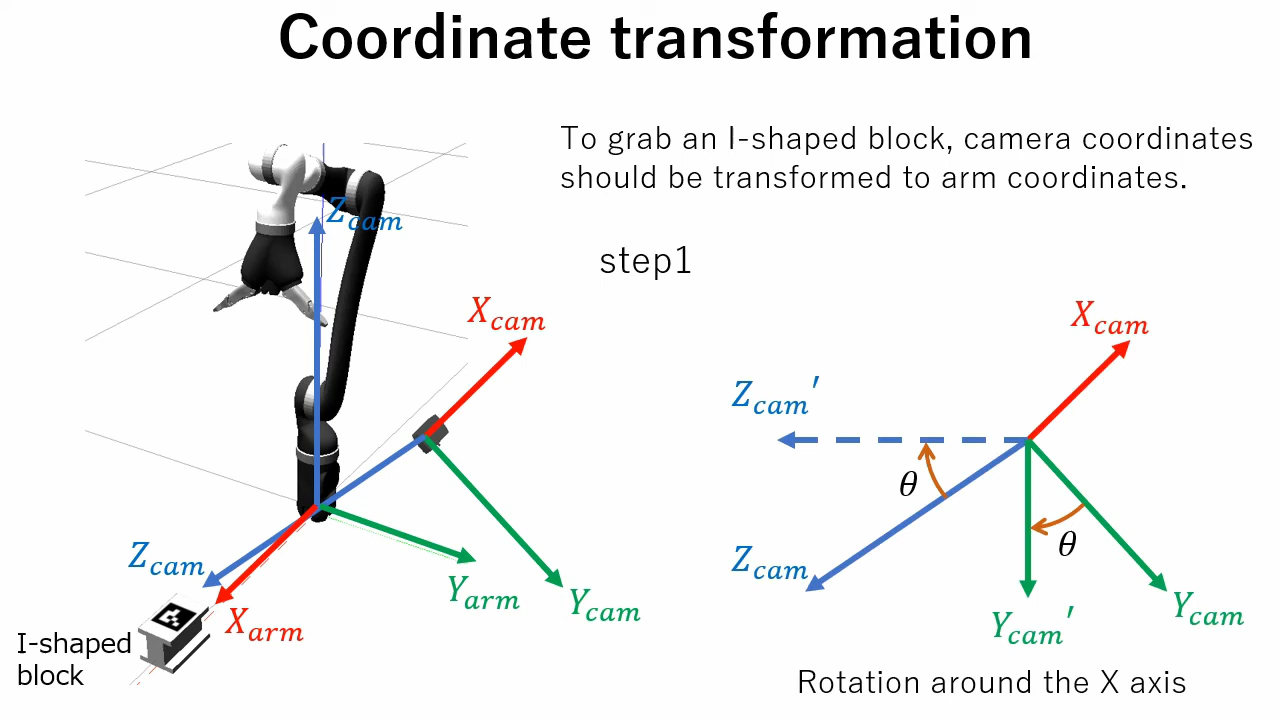 Coordinate transformation
To grab an I-shaped block, camera coordinates
should be transformed to arm coordinates.
step1
Z_cam
X_cam
Z_cam
X_arm
Y_arm
Y_cam
I-shaped
block
X_cam
Z_cam′
θ
θ
Z_cam
Y_cam′
Y_cam
Rotation around the X axis